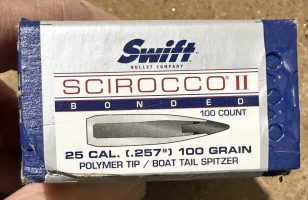 Swift
BULLET COMPANY
SCIROCCO® II
BONDED
100 COUNT
25 CAL. (.257") 100 GRAIN
POLYMER TIP / BOAT TAIL SPITZER